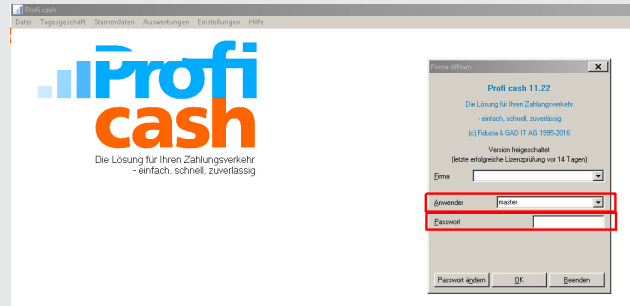 Profi cash
Datei Tagesgeschäft Stammdaten Auswertungen Einstellungen Hilfe
Profi
cash
Die Lösung für Ihren Zahlungsverkehr
- einfach, schnell, zuverlässig
Firma öffnen
Profi cash 11.22
Die Lösung für Ihren Zahlungsverkehr
- einfach, schnell, zuverlässig
(c) Fiducia & GAD IT AG 1995-2016
Version freigeschaltet
(letzte erfolgreiche Lizenzprüfung vor 14 Tagen)
Firma
Anwender master
Passwort
Passwort ändern OK Beenden